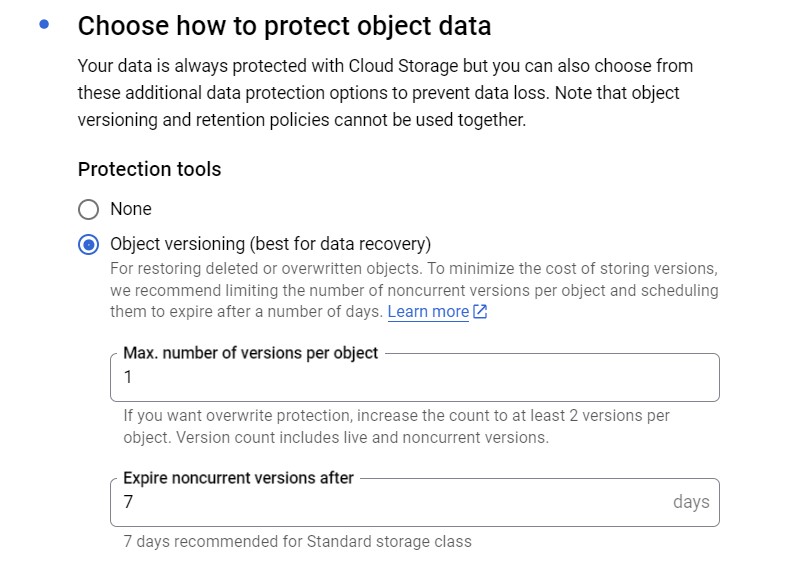 Choose how to protect object data
Your data is always protected with Cloud Storage but you can also choose from
these additional data protection options to prevent data loss. Note that object
versioning and retention policies cannot be used together.
Protection tools
None
Object versioning (best for data recovery)
For restoring deleted or overwritten objects. To minimize the cost of storing versions,
we recommend limiting the number of noncurrent versions per object and scheduling
them to expire after a number of days. Learn more
Max. number of versions per object
1
If you want overwrite protection, increase the count to at least 2 versions per
object. Version count includes live and noncurrent versions.
Expire noncurrent versions after
7 days
7 days recommended for Standard storage class